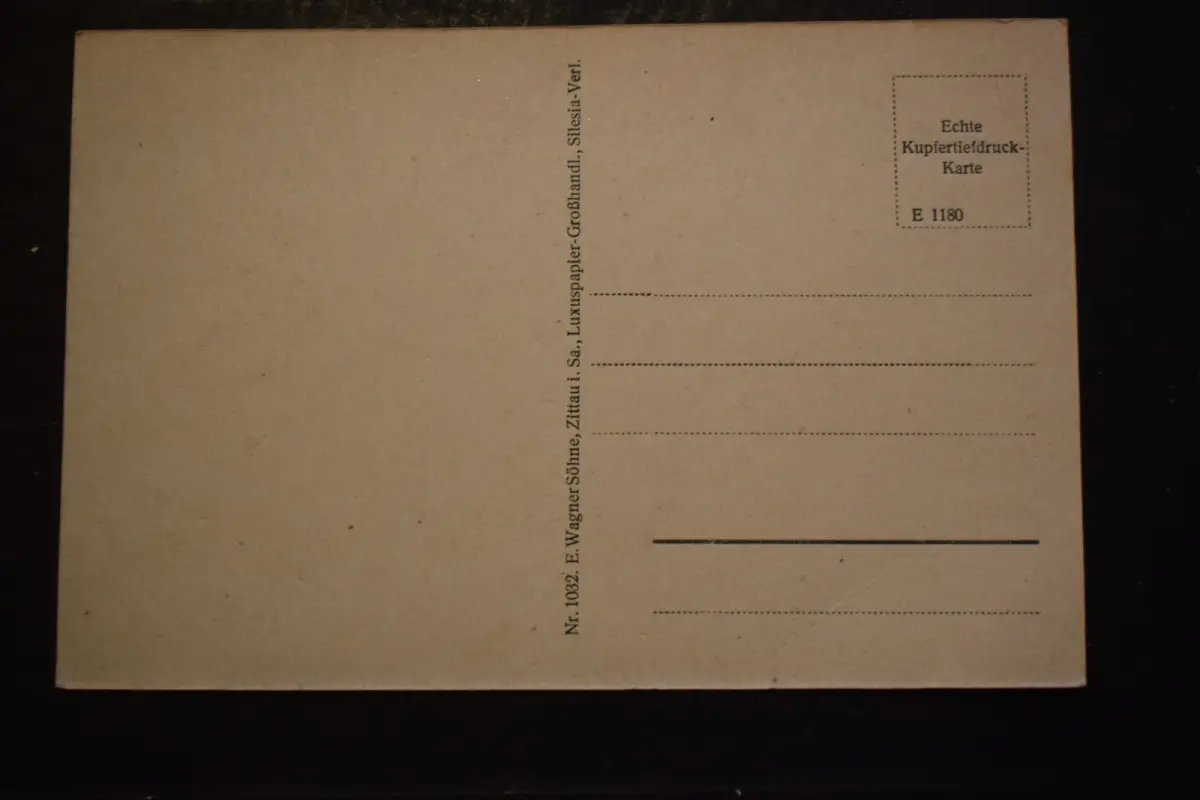 Nr. 1032. E. Wagner Söhne, Zittau i. Sa., Luxuspapier-Großhandl., Silesia-Verl.
Echte
Kupfertiefdruck-
Karte
E 1180